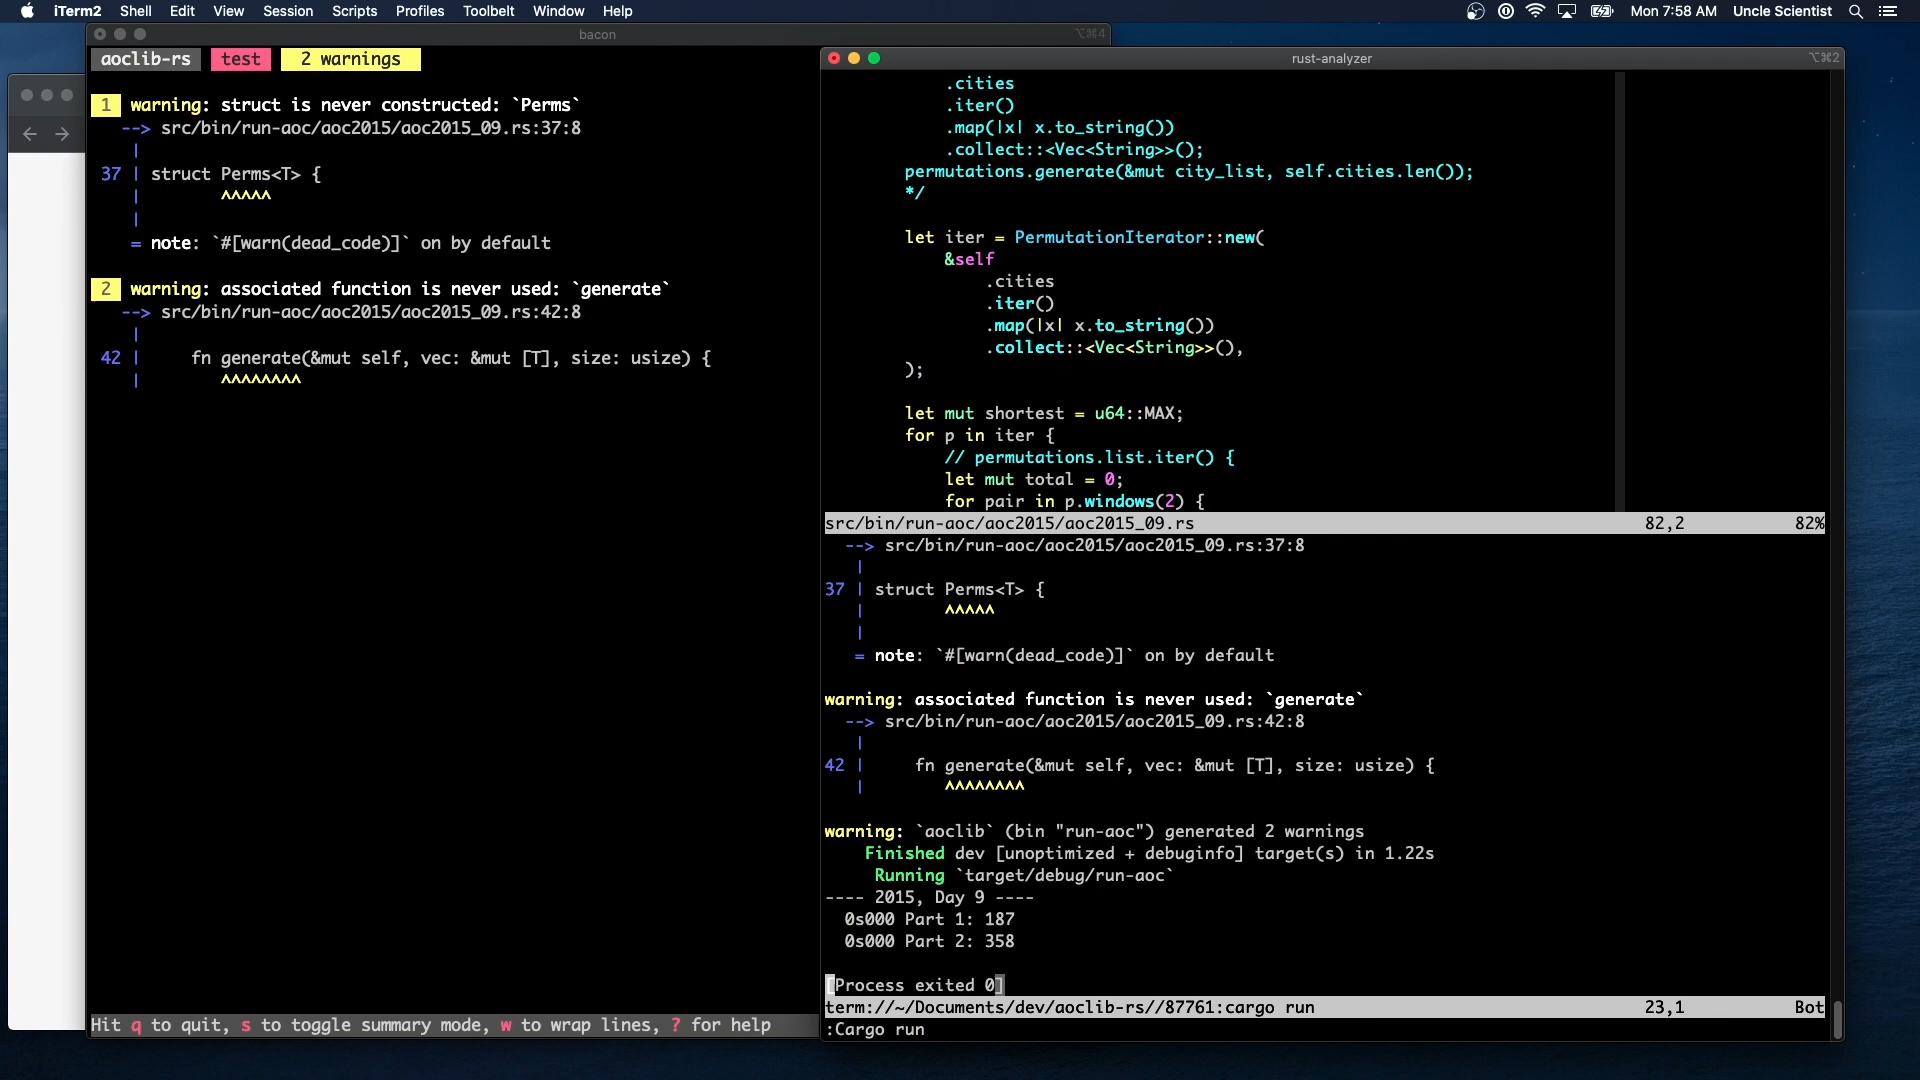 iTerm2 Shell Edit View Session Scripts Profiles Toolbelt Window Help Mon 7:58 AM Uncle Scientist
bacon ⌥⌘4
aoclib-rs test 2 warnings
1 warning: struct is never constructed: `Perms`
--> src/bin/run-aoc/aoc2015/aoc2015_09.rs:37:8
|
37 | struct Perms<T> {
| ^^^^^
|
= note: `#[warn(dead_code)]` on by default
2 warning: associated function is never used: `generate`
--> src/bin/run-aoc/aoc2015/aoc2015_09.rs:42:8
|
42 | fn generate(&mut self, vec: &mut [T], size: usize) {
| ^^^^^^^^
Hit q to quit, s to toggle summary mode, w to wrap lines, ? for help
rust-analyzer ⌥⌘2
.cities
.iter()
.map(|x| x.to_string())
.collect::<Vec<String>>();
permutations.generate(&mut city_list, self.cities.len());
*/
let iter = PermutationIterator::new(
&self
.cities
.iter()
.map(|x| x.to_string())
.collect::<Vec<String>>(),
);
let mut shortest = u64::MAX;
for p in iter {
// permutations.list.iter() {
let mut total = 0;
for pair in p.windows(2) {
src/bin/run-aoc/aoc2015/aoc2015_09.rs 82,2 82%
--> src/bin/run-aoc/aoc2015/aoc2015_09.rs:37:8
|
37 | struct Perms<T> {
| ^^^^^
|
= note: `#[warn(dead_code)]` on by default
warning: associated function is never used: `generate`
--> src/bin/run-aoc/aoc2015/aoc2015_09.rs:42:8
|
42 | fn generate(&mut self, vec: &mut [T], size: usize) {
| ^^^^^^^^
warning: `aoclib` (bin "run-aoc") generated 2 warnings
Finished dev [unoptimized + debuginfo] target(s) in 1.22s
Running `target/debug/run-aoc`
---- 2015, Day 9 ----
0s000 Part 1: 187
0s000 Part 2: 358
[Process exited 0]
term://~/Documents/dev/aoclib-rs//87761:cargo run 23,1 Bot
:Cargo run